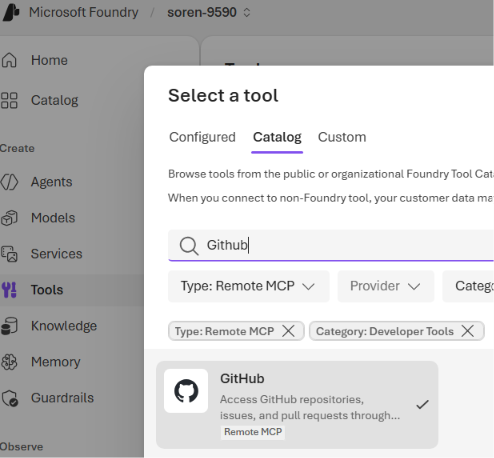 Microsoft Foundry / soren-9590
Home
Catalog
Create
Agents
Models
Services
Tools
Knowledge
Memory
Guardrails
Observe
Select a tool
Configured Catalog Custom
Browse tools from the public or organizational Foundry Tool Cat
When you connect to non-Foundry tool, your customer data ma
Github
Type: Remote MCP Provider Catego
Type: Remote MCP Category: Developer Tools
GitHub
Access GitHub repositories,
issues, and pull requests through...
Remote MCP